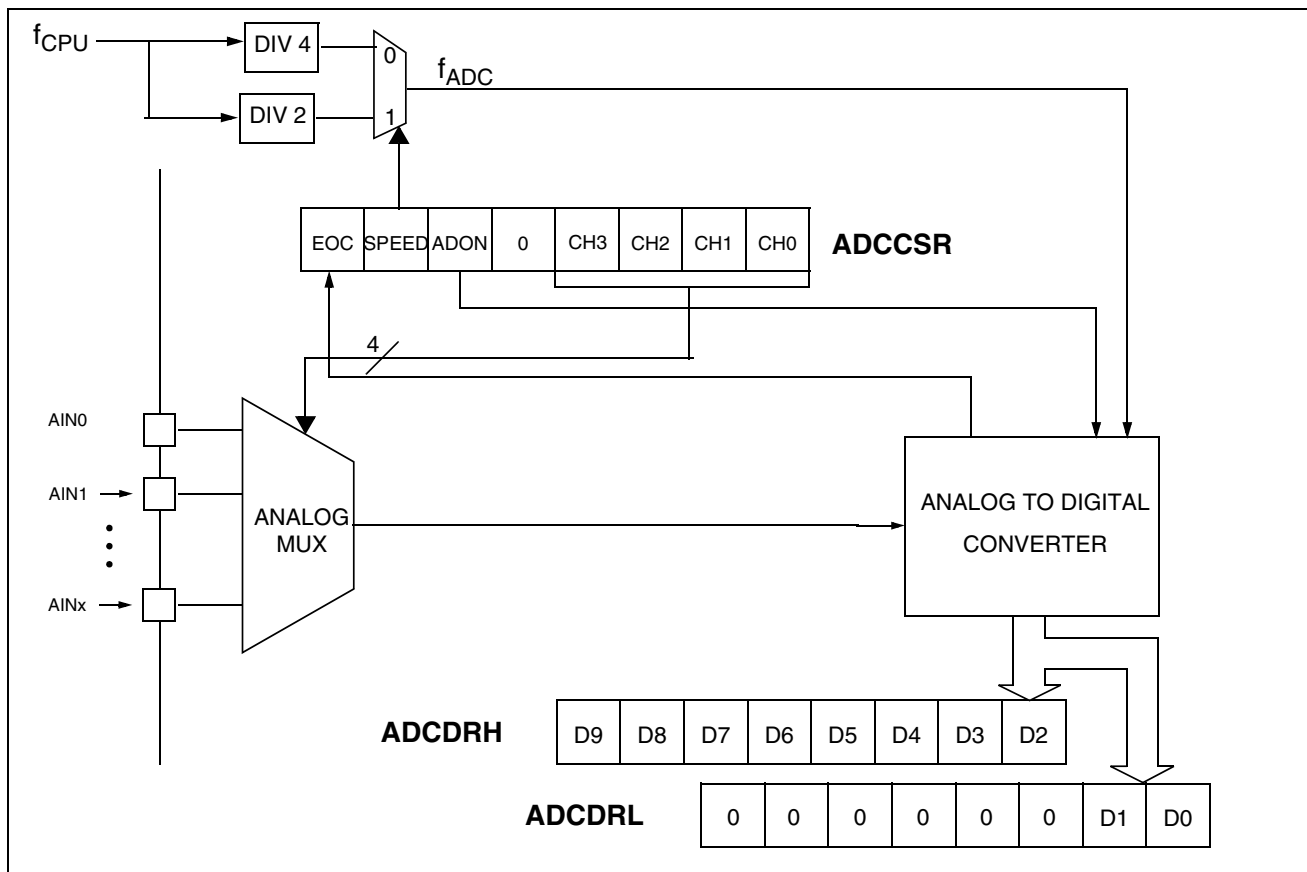 fCPU
DIV 4
0
fADC
DIV 2
1
EOC SPEED ADON 0 CH3 CH2 CH1 CH0 ADCCSR
4
AIN0
AIN1
ANALOG
MUX
AINx
ANALOG TO DIGITAL
CONVERTER
ADCDRH D9 D8 D7 D6 D5 D4 D3 D2
ADCDRL 0 0 0 0 0 0 D1 D0